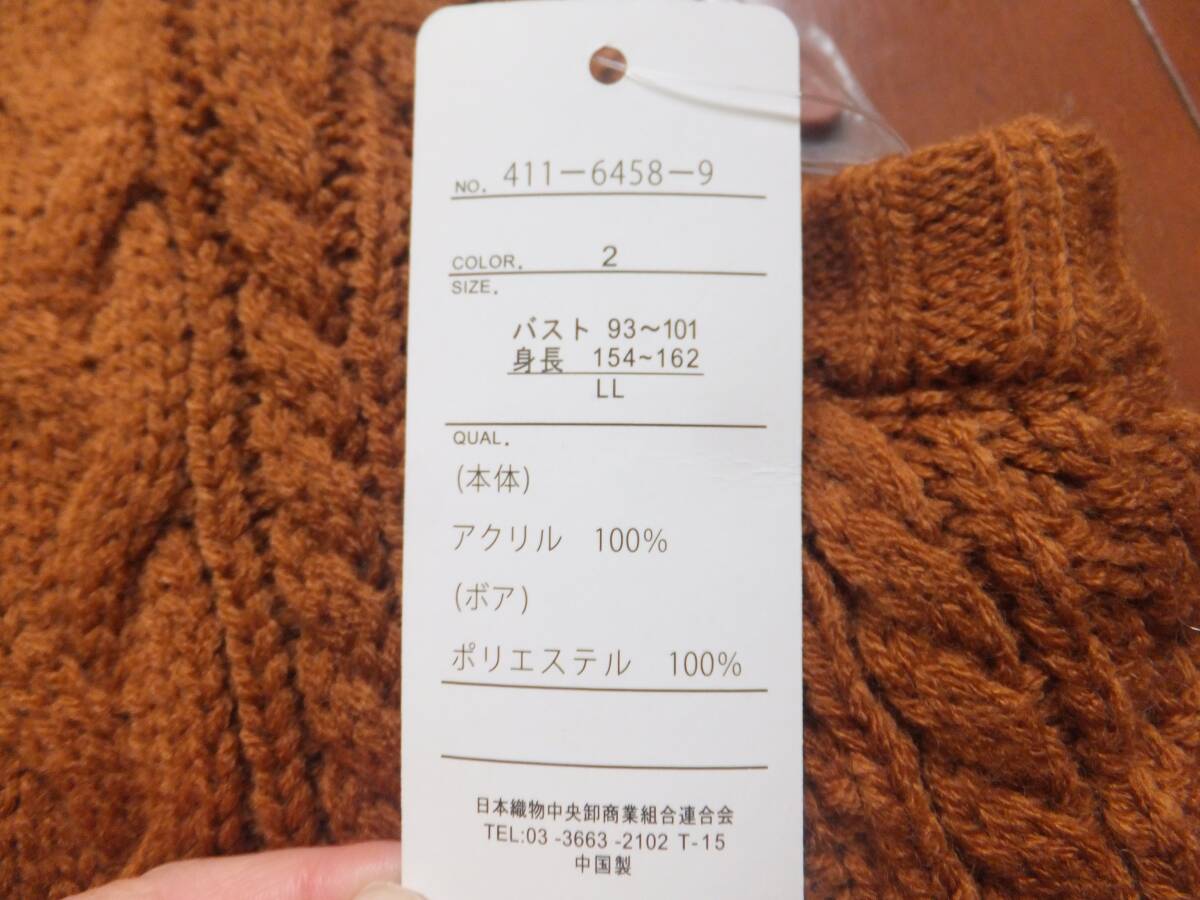 NO. 411-6458-9
COLOR. 2
SIZE.
バスト 93〜101
身長 154~162
LL
QUAL.
(本体)
アクリル 100%
(ボア)
ポリエステル 100%
日本織物中央卸商業組合連合会
TEL:03 -3663 -2102 T-15
中国製